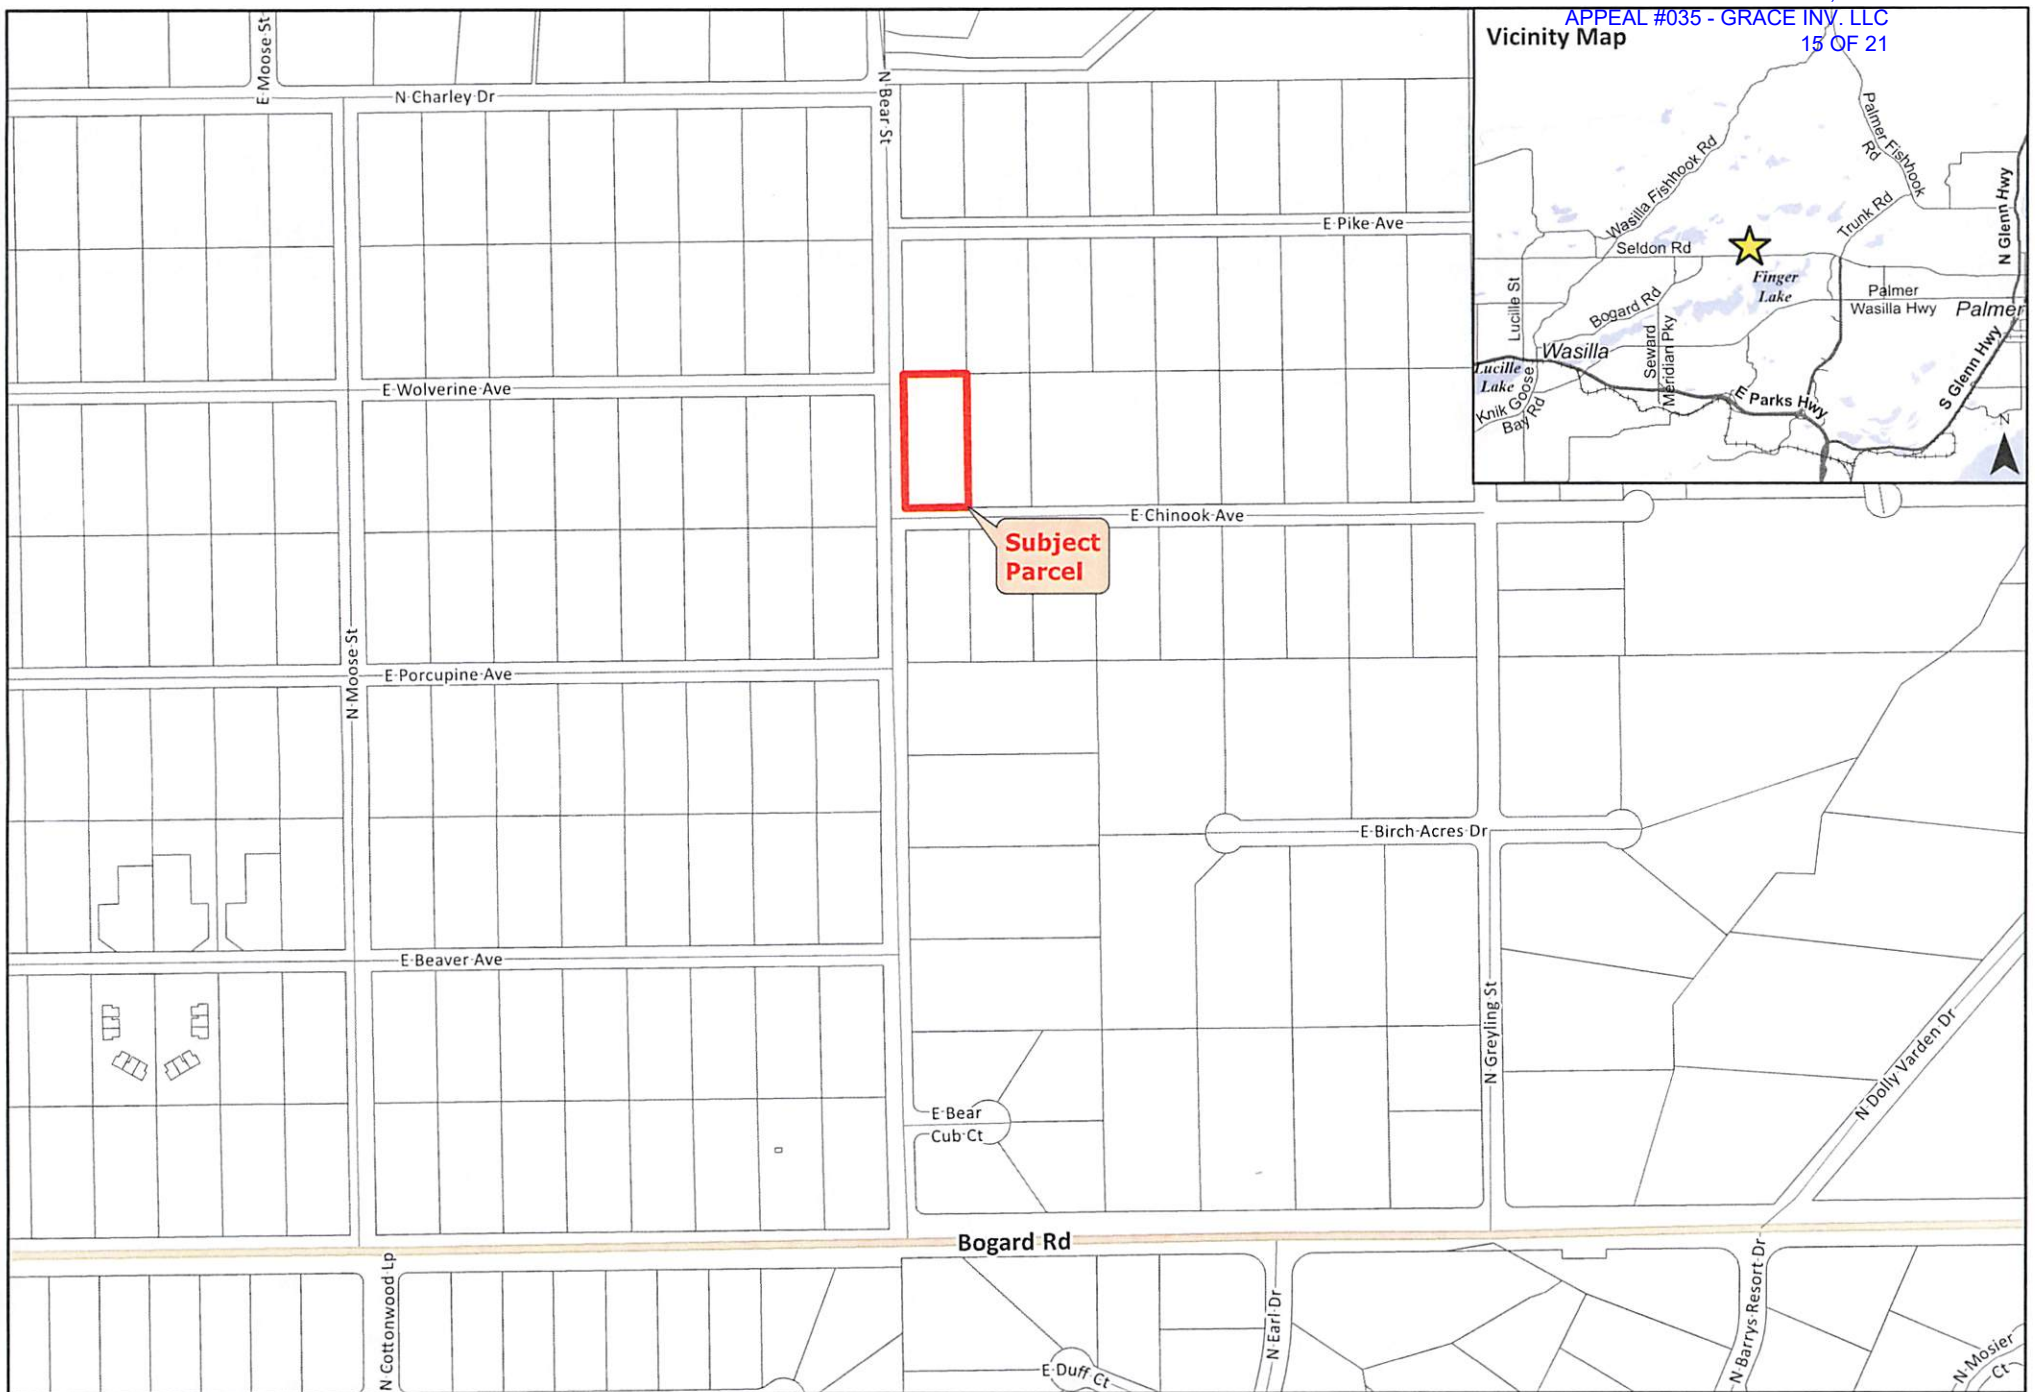 APPEAL #035 - GRACE INV. LLC
15 OF 21
Vicinity Map
Palmer Fishhook
Rd
Wasilla Fishhook Rd
Trunk Rd
N Glenn Hwy
Seldon Rd
Finger
Lake
Lucille St
Bogard Rd
Palmer
Wasilla Hwy
Palmer
Seward
Meridian Pky
Wasilla
Lucille
Lake
Knik Goose
Bay Rd
E Parks Hwy
S Glenn Hwy
N
E Moose St
N Charley Dr
N Bear St
E Pike Ave
E Wolverine Ave
E Chinook Ave
Subject
Parcel
N Moose St
E Porcupine Ave
E Birch Acres Dr
E Beaver Ave
N Greyling St
N Dolly Varden Dr
E Bear
Cub Ct
Bogard Rd
N Cottonwood Lp
N Earl Dr
N Barrys Resort Dr
E Duff Ct
N Mosier
Ct